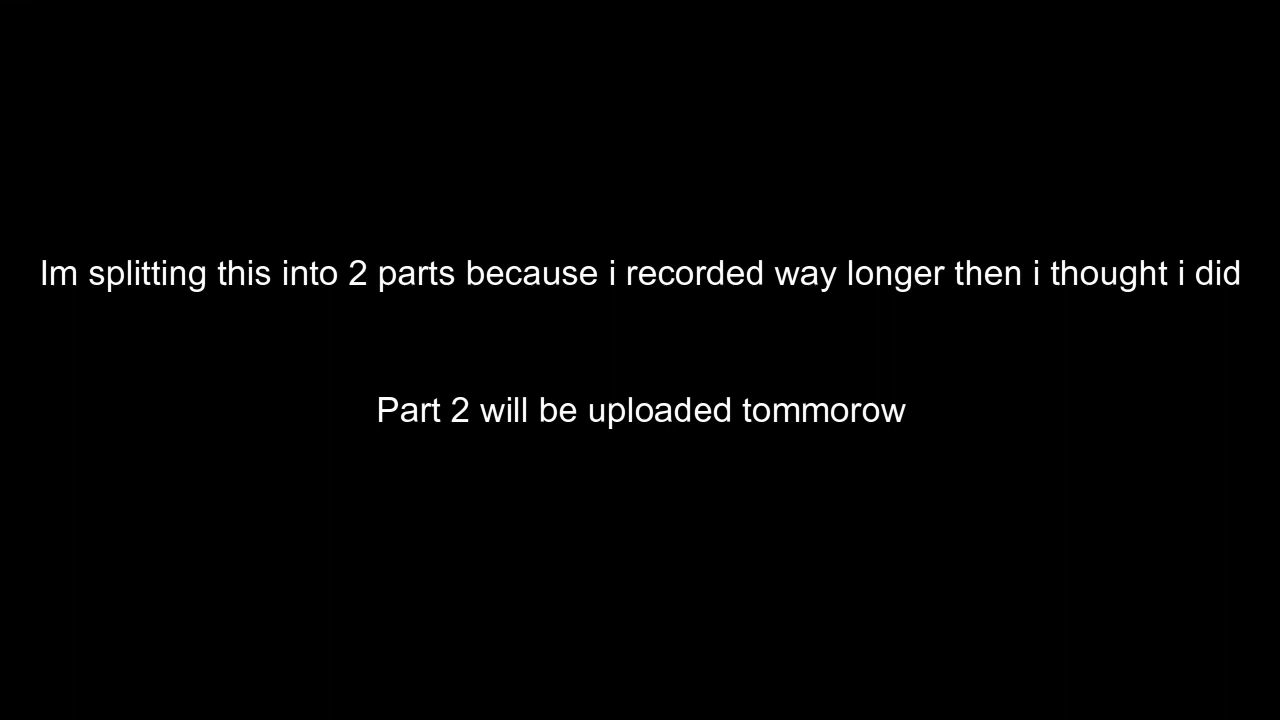 Im splitting this into 2 parts because i recorded way longer then i thought i did
Part 2 will be uploaded tommorow